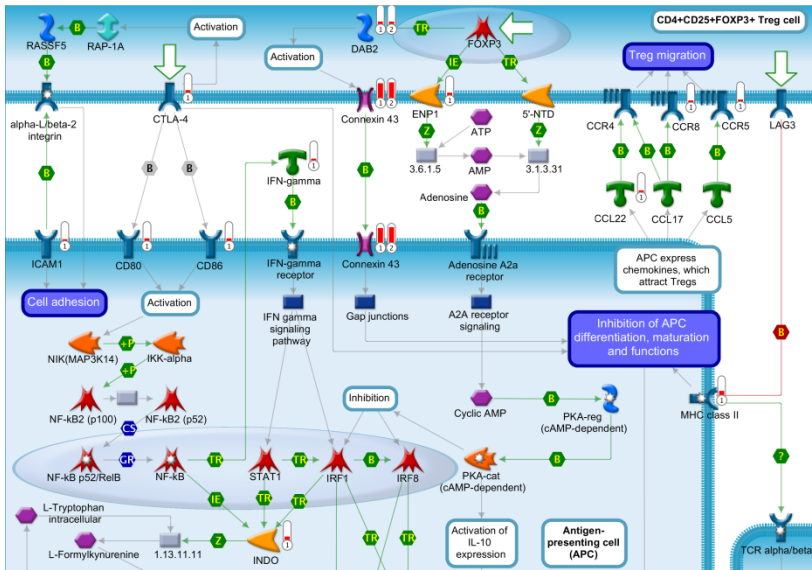 CD4+CD25+FOXP3+ Treg cell
B
RASSF5
RAP-1A
Activation
DAB2
1
2
TR
FOXP3
Treg migration
B
IE
TR
Activation
alpha-L/beta-2
integrin
CTLA-4
1
Connexin 43
1
2
ENP1
1
5'-NTD
CCR4
CCR8
1
CCR5
1
LAG3
Z
ATP
Z
3.6.1.5
AMP
3.1.3.31
B
B
B
B
B
B
B
IFN-gamma
1
B
Adenosine
B
CCL22
1
CCL17
CCL5
B
ICAM1
1
CD80
1
CD86
1
IFN-gamma
receptor
Connexin 43
1
2
Adenosine A2a
receptor
APC express
chemokines, which
attract Tregs
Cell adhesion
Activation
IFN gamma
signaling
pathway
Gap junctions
A2A receptor
signaling
Inhibition of APC
differentiation, maturation
and functions
B
NIK(MAP3K14)
+P
IKK-alpha
+P
NF-kB2 (p100)
NF-kB2 (p52)
Inhibition
Cyclic AMP
B
PKA-reg
(cAMP-dependent)
MHC class II
1
CS
NF-kB p52/RelB
GR
NF-kB
TR
STAT1
TR
IRF1
B
IRF8
B
PKA-cat
(cAMP-dependent)
?
IE
TR
TR
L-Tryptophan
intracellular
1.13.11.11
Z
INDO
1
L-Formylkynurenine
TR
TR
Activation of
IL-10
expression
Antigen-
presenting cell
(APC)
TCR alpha/beta